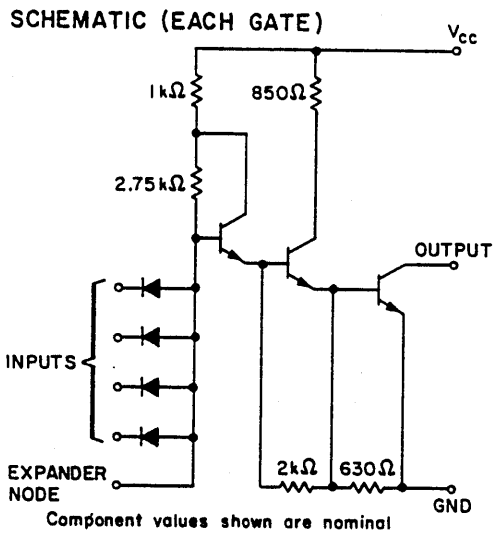 SCHEMATIC (EACH GATE)
VCC
1kΩ
850Ω
2.75kΩ
OUTPUT
INPUTS
2kΩ
630Ω
EXPANDER
NODE
GND
Component values shown are nominal